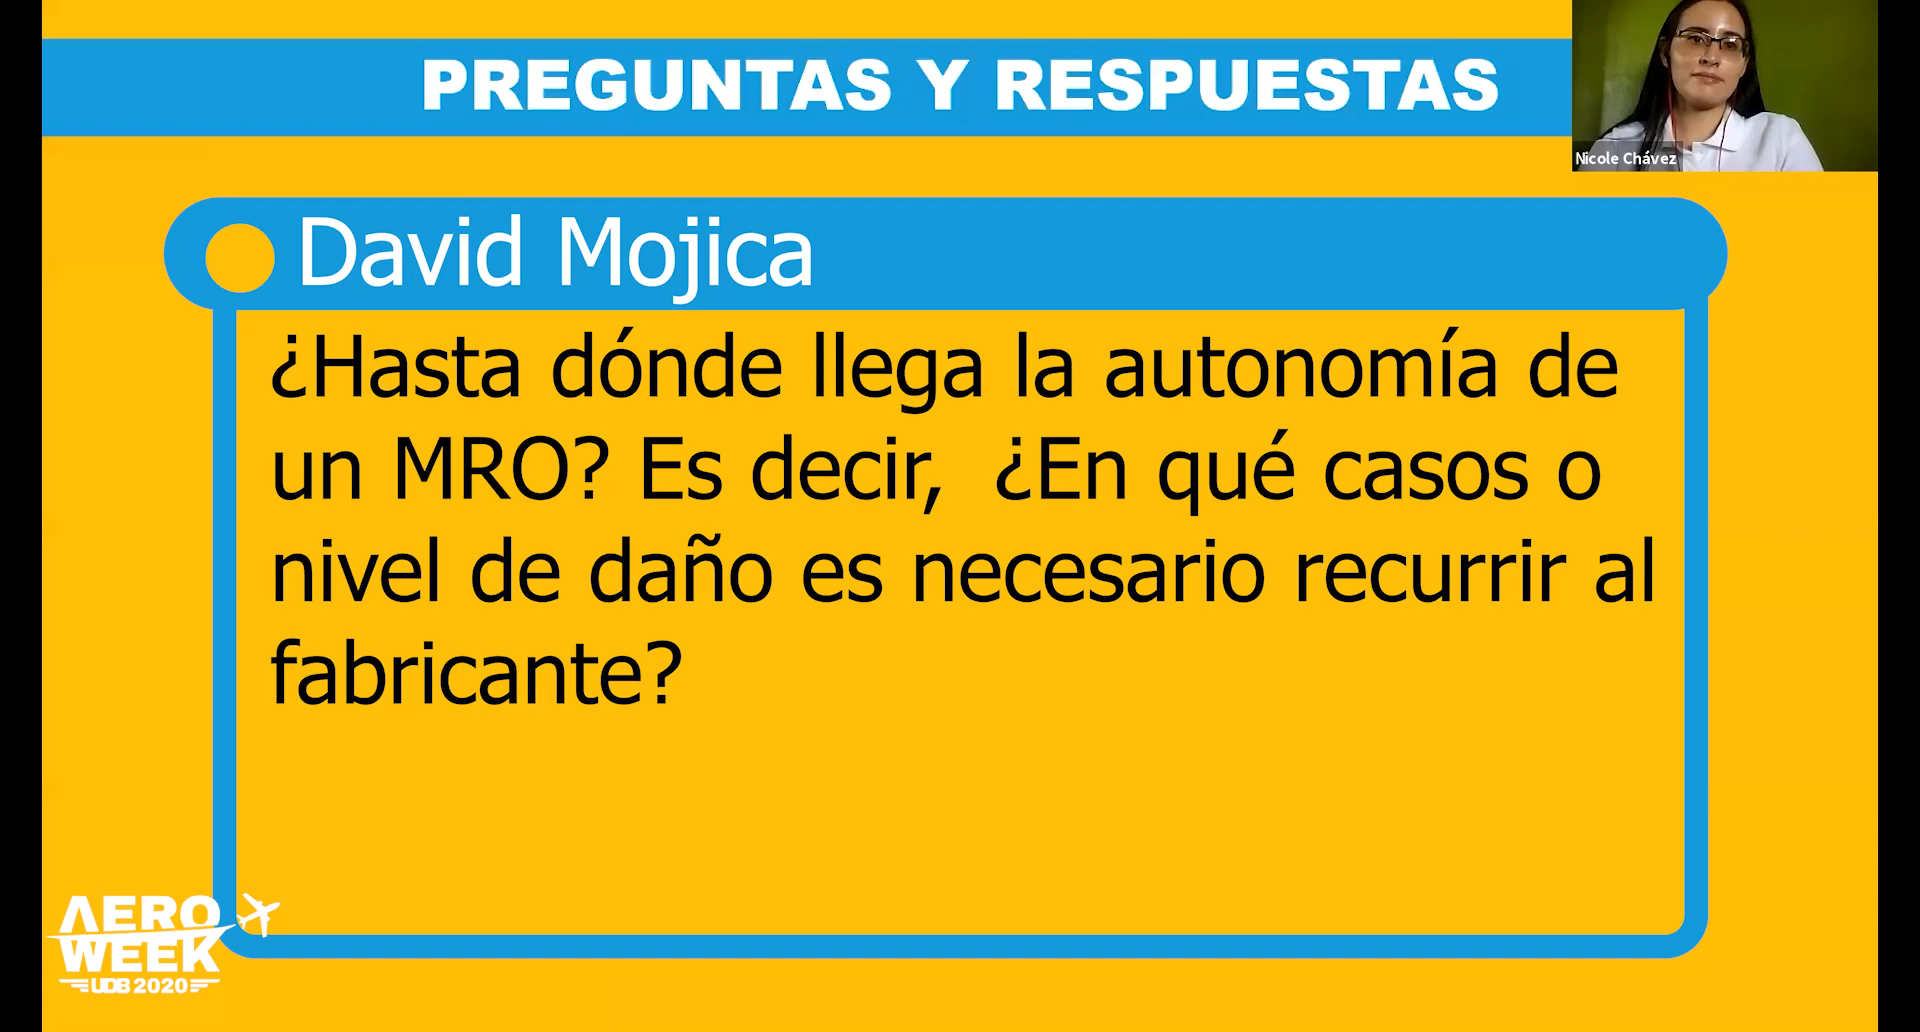 PREGUNTAS Y RESPUESTAS
Nicole Chávez
David Mojica
¿Hasta dónde llega la autonomía de
un MRO? Es decir,  ¿En qué casos o
nivel de daño es necesario recurrir al
fabricante?
AERO
WEEK
UDB 2020